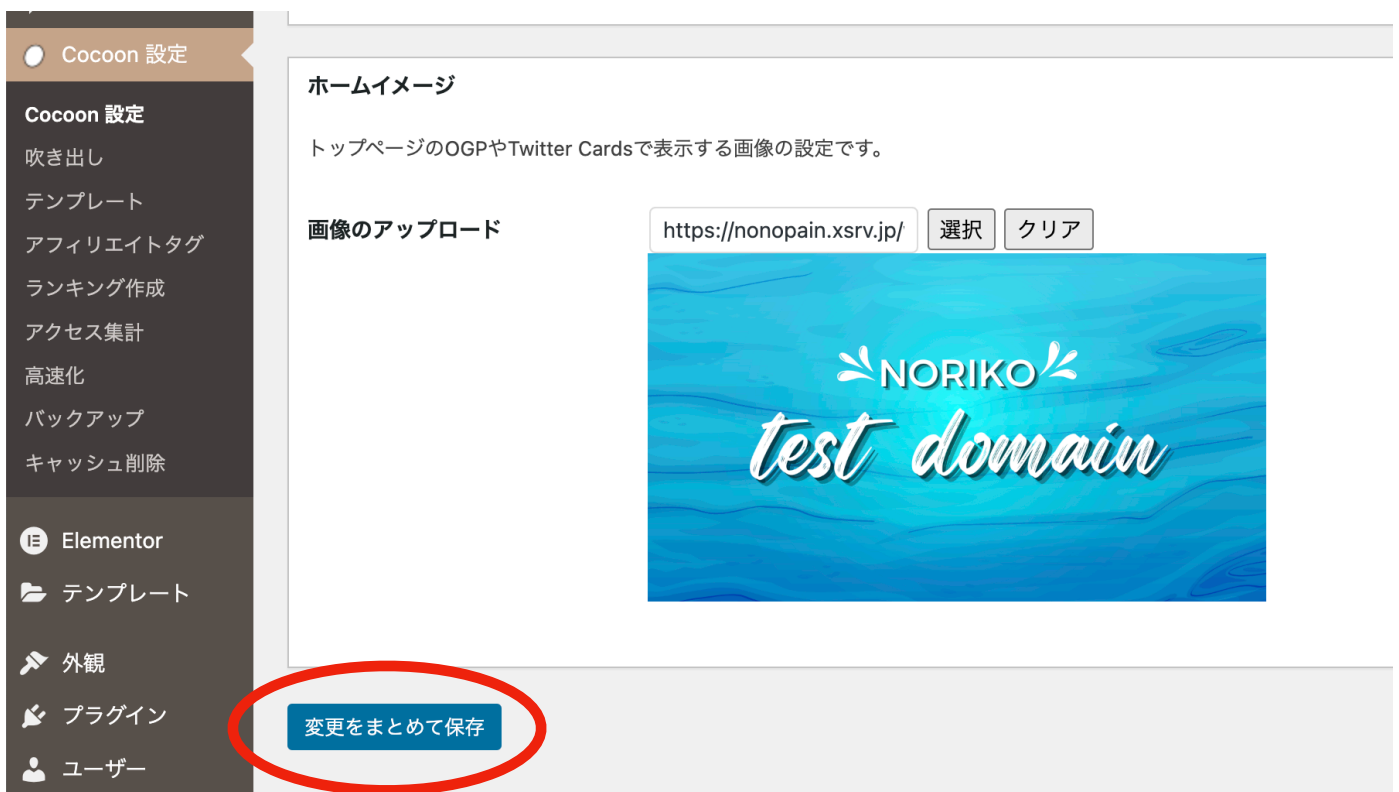 Cocoon 設定
Cocoon 設定
吹き出し
テンプレート
アフィリエイトタグ
ランキング作成
アクセス集計
高速化
バックアップ
キャッシュ削除
Elementor
テンプレート
外観
プラグイン
ユーザー
ホームイメージ
トップページのOGPやTwitter Cardsで表示する画像の設定です。
画像のアップロード
https://nonopain.xsrv.jp/
選択
クリア
NORIKO
test domain
変更をまとめて保存